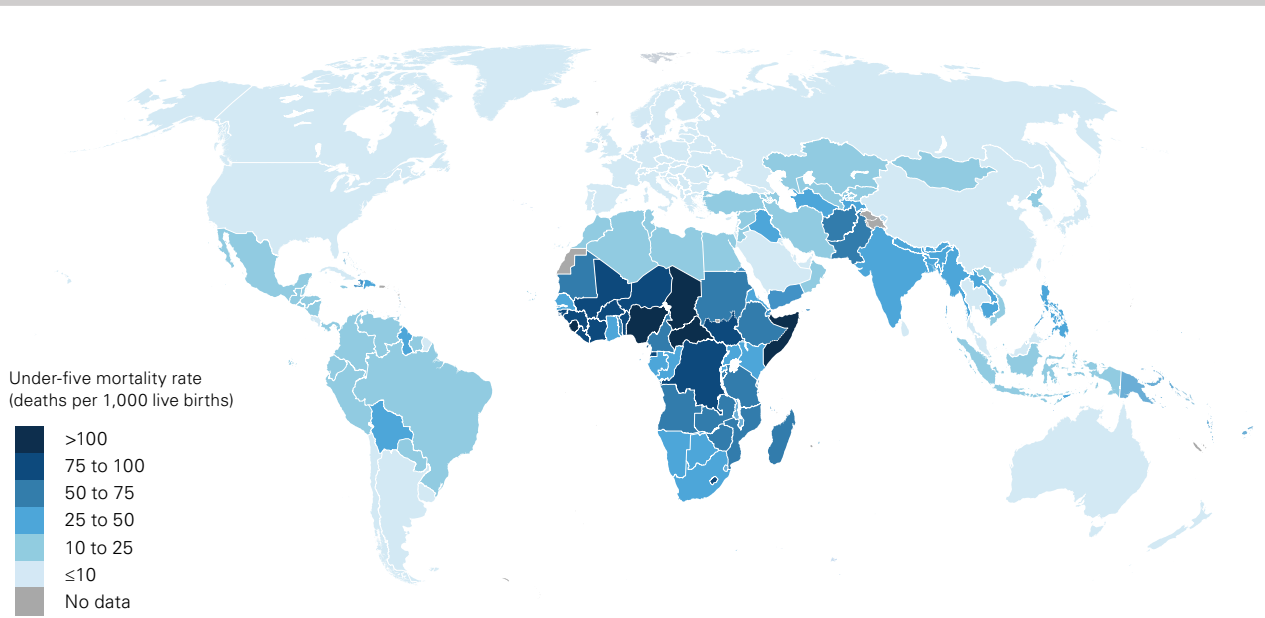 Under-five mortality rate
(deaths per 1,000 live births)
>100
75 to 100
50 to 75
25 to 50
10 to 25
≤10
No data